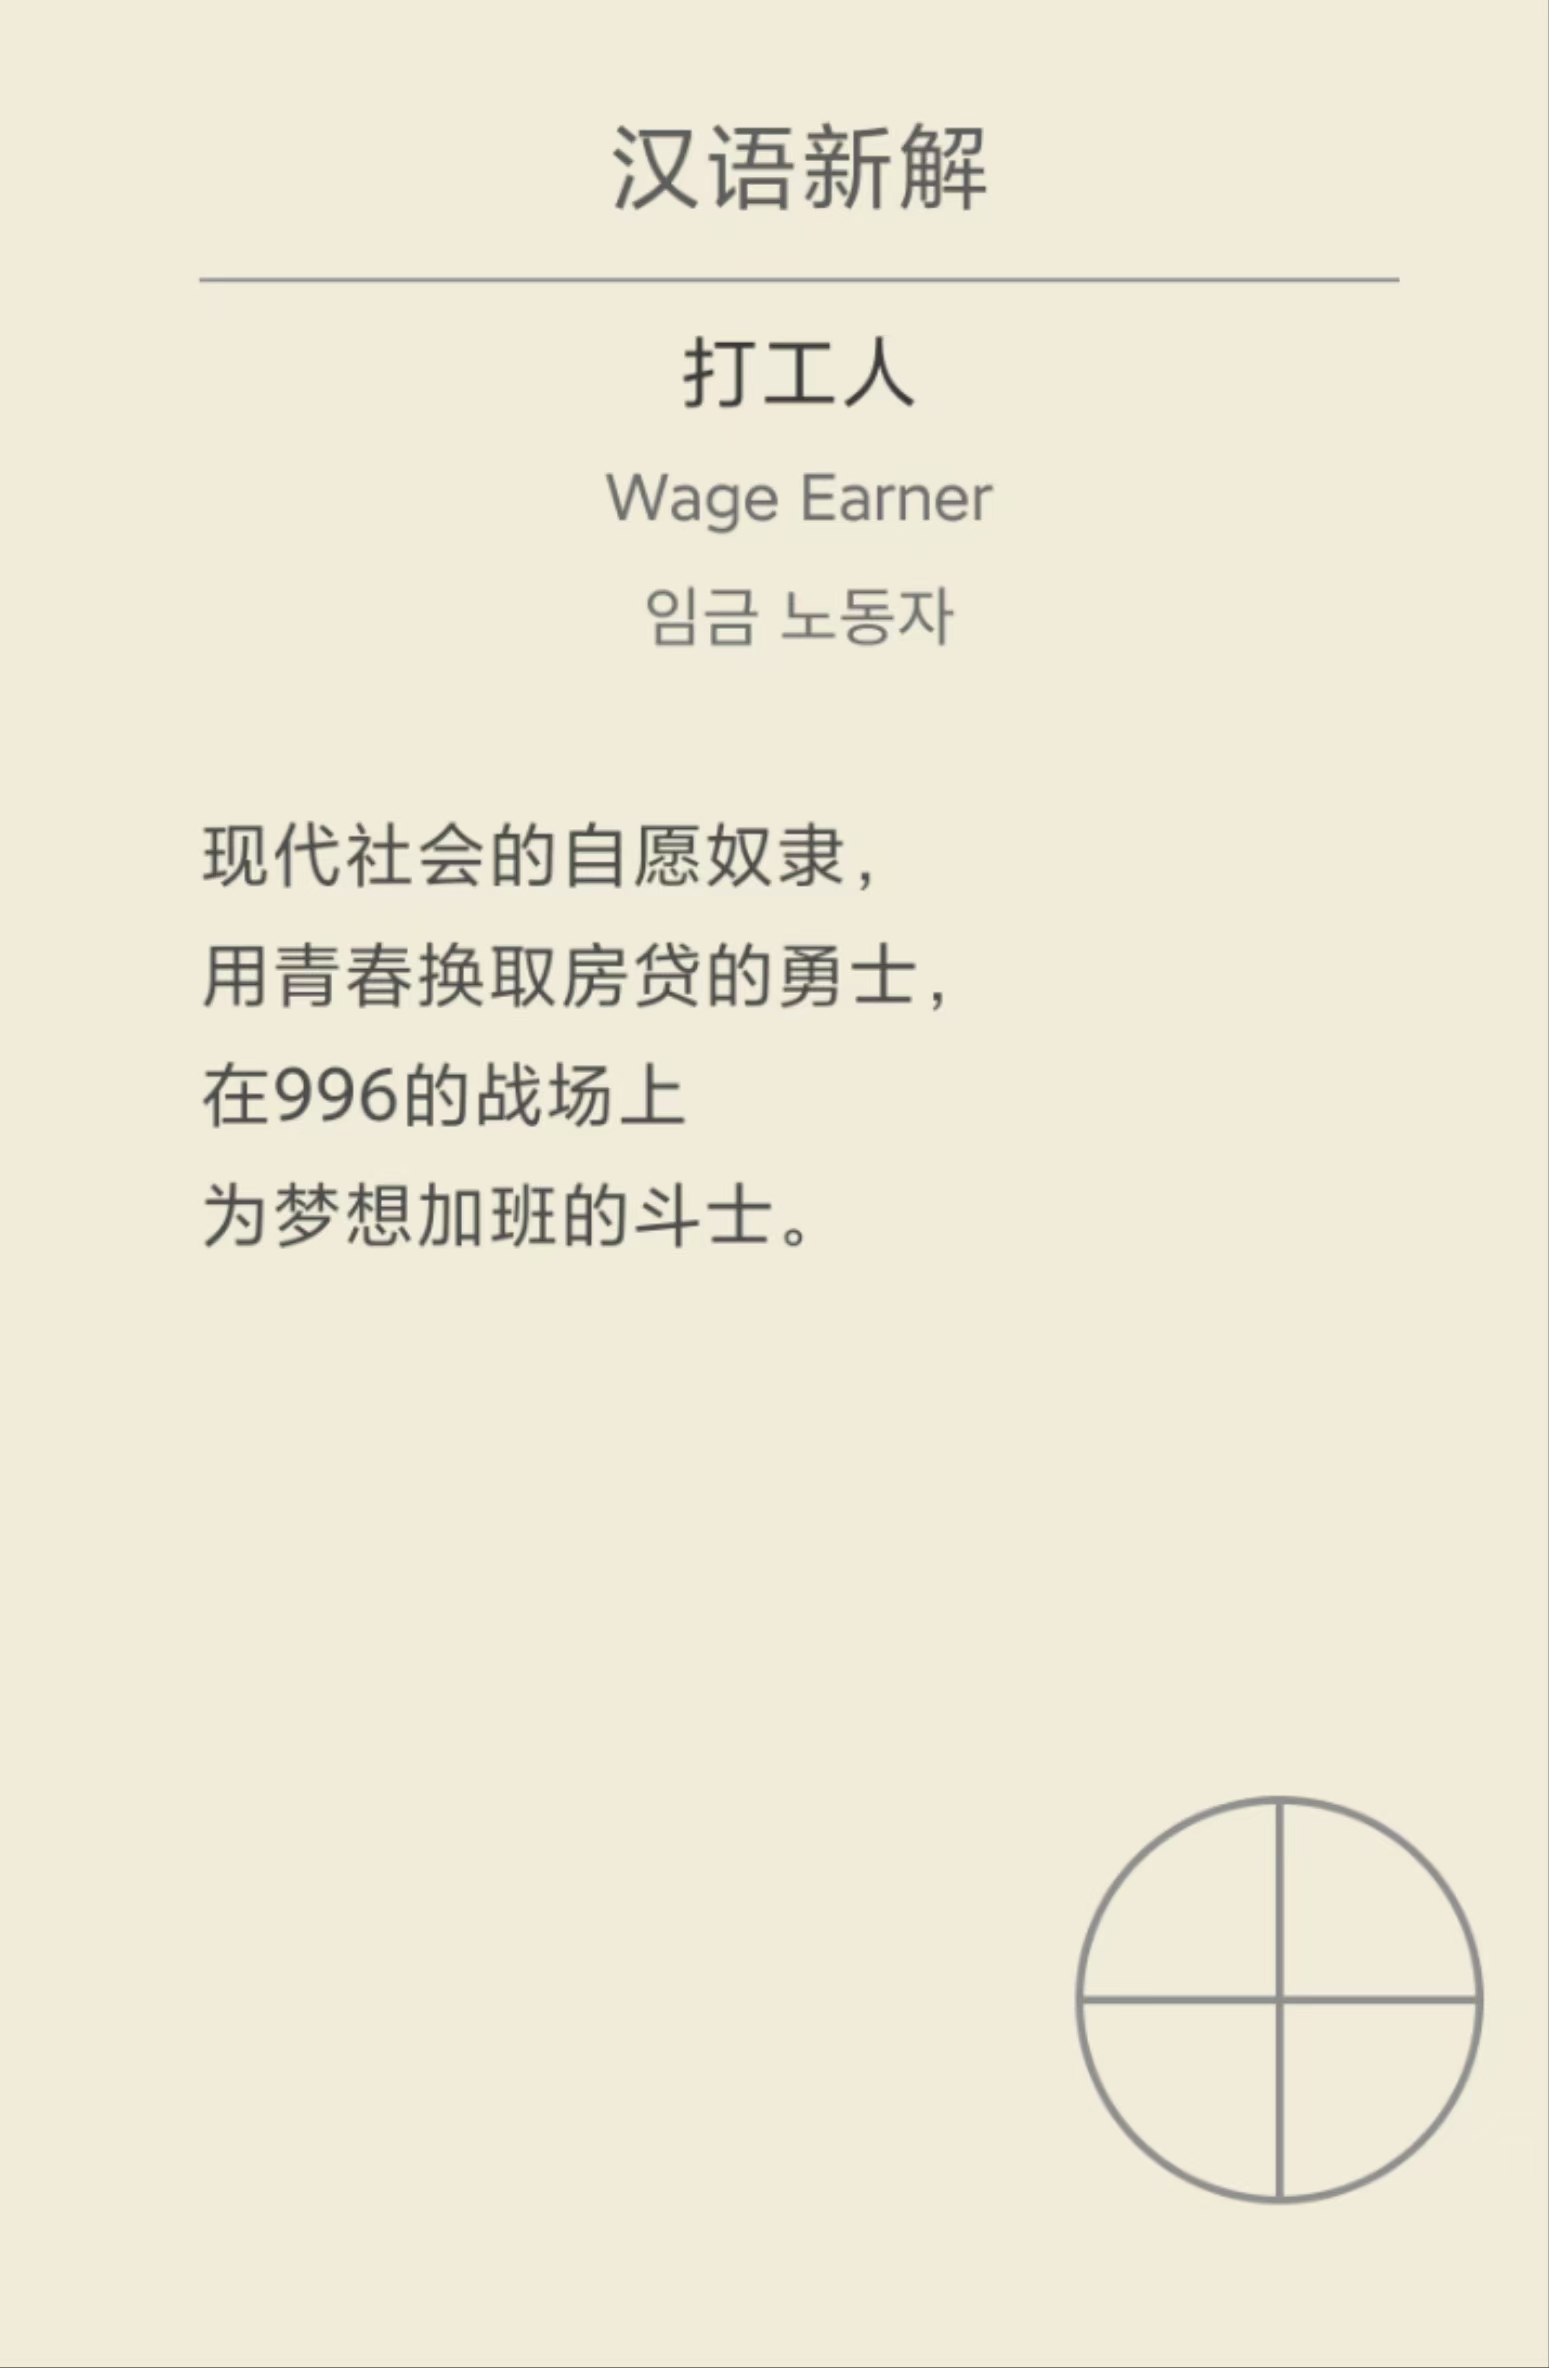 汉语新解
打工人
Wage Earner
임금 노동자
现代社会的自愿奴隶，
用青春换取房贷的勇士，
在996的战场上
为梦想加班的斗士。